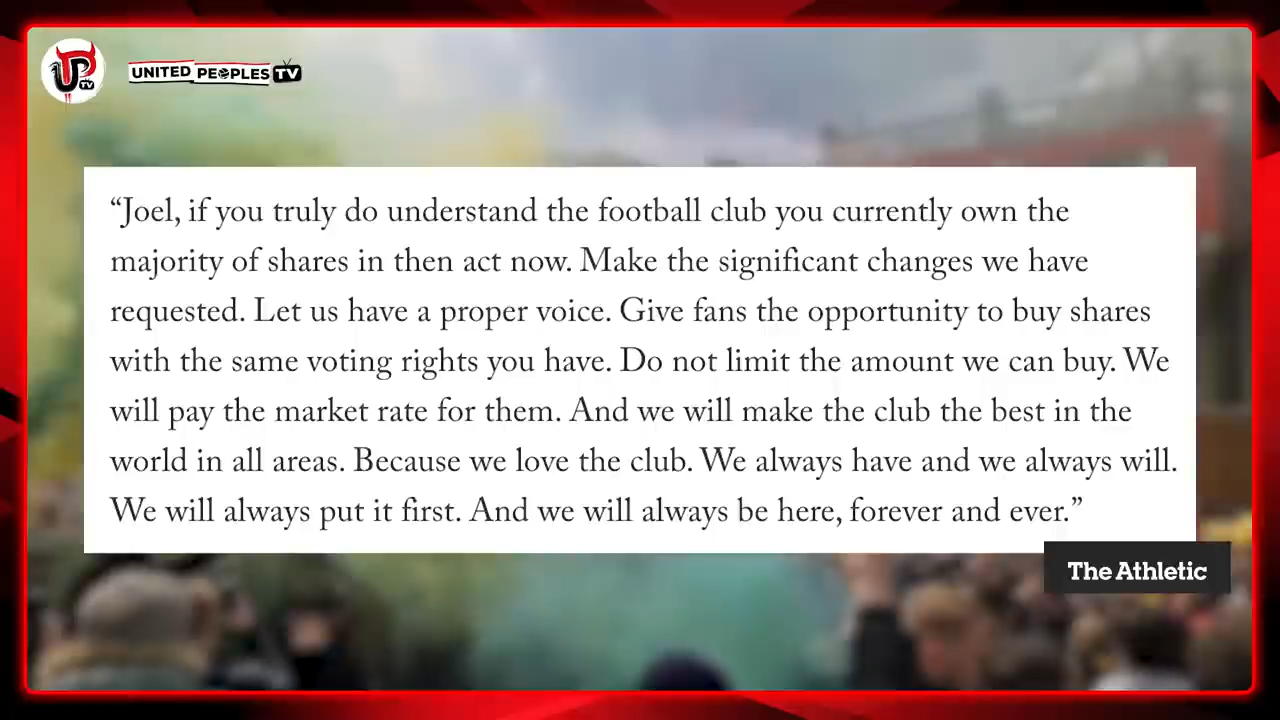 UP
TV
UNITED PEOPLES TV
“Joel, if you truly do understand the football club you currently own the
majority of shares in then act now. Make the significant changes we have
requested. Let us have a proper voice. Give fans the opportunity to buy shares
with the same voting rights you have. Do not limit the amount we can buy. We
will pay the market rate for them. And we will make the club the best in the
world in all areas. Because we love the club. We always have and we always will.
We will always put it first. And we will always be here, forever and ever.”
The Athletic